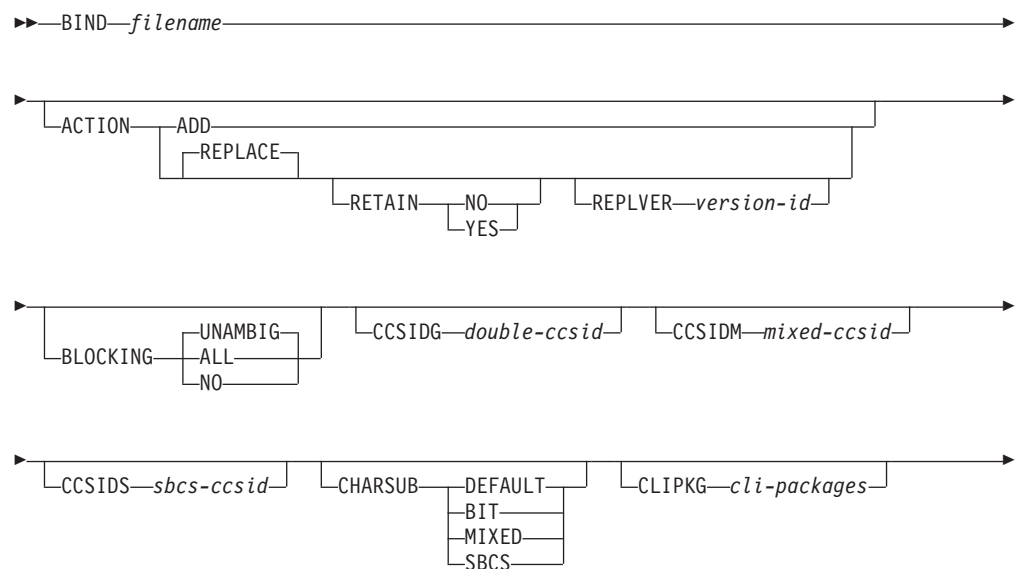 BIND filename
ACTION ADD
REPLACE
RETAIN NO REPLVER version-id
YES
UNAMBIG CCSIDG double-ccsid CCSIDM mixed-ccsid
BLOCKING ALL
NO
CCSIDS sbcs-ccsid CHARSUB DEFAULT CLIPKG cli-packages
BIT
MIXED
SBCS